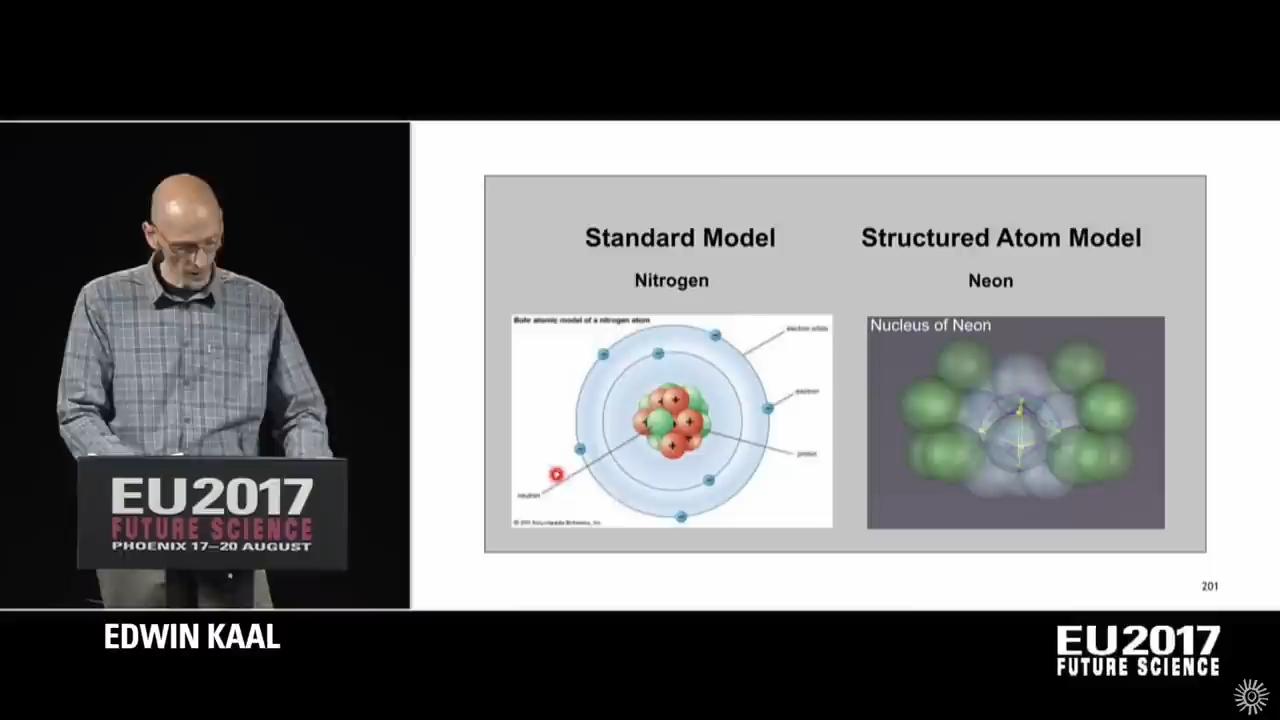 Standard Model
Structured Atom Model
Nitrogen
Neon
Bohr atomic model of a nitrogen atom
Nucleus of Neon
electron orbits
electron
proton
neutron
EU2017
FUTURE SCIENCE
PHOENIX 17–20 AUGUST
201
EDWIN KAAL
EU2017
FUTURE SCIENCE